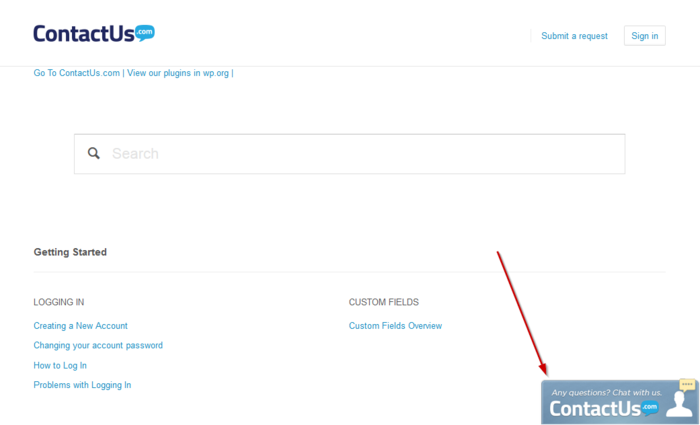 ContactUs.com
Submit a request
Sign in
Go To ContactUs.com | View our plugins in wp.org |
Search
Getting Started
LOGGING IN
Creating a New Account
Changing your account password
How to Log In
Problems with Logging In
CUSTOM FIELDS
Custom Fields Overview
Any questions? Chat with us.
ContactUs.com